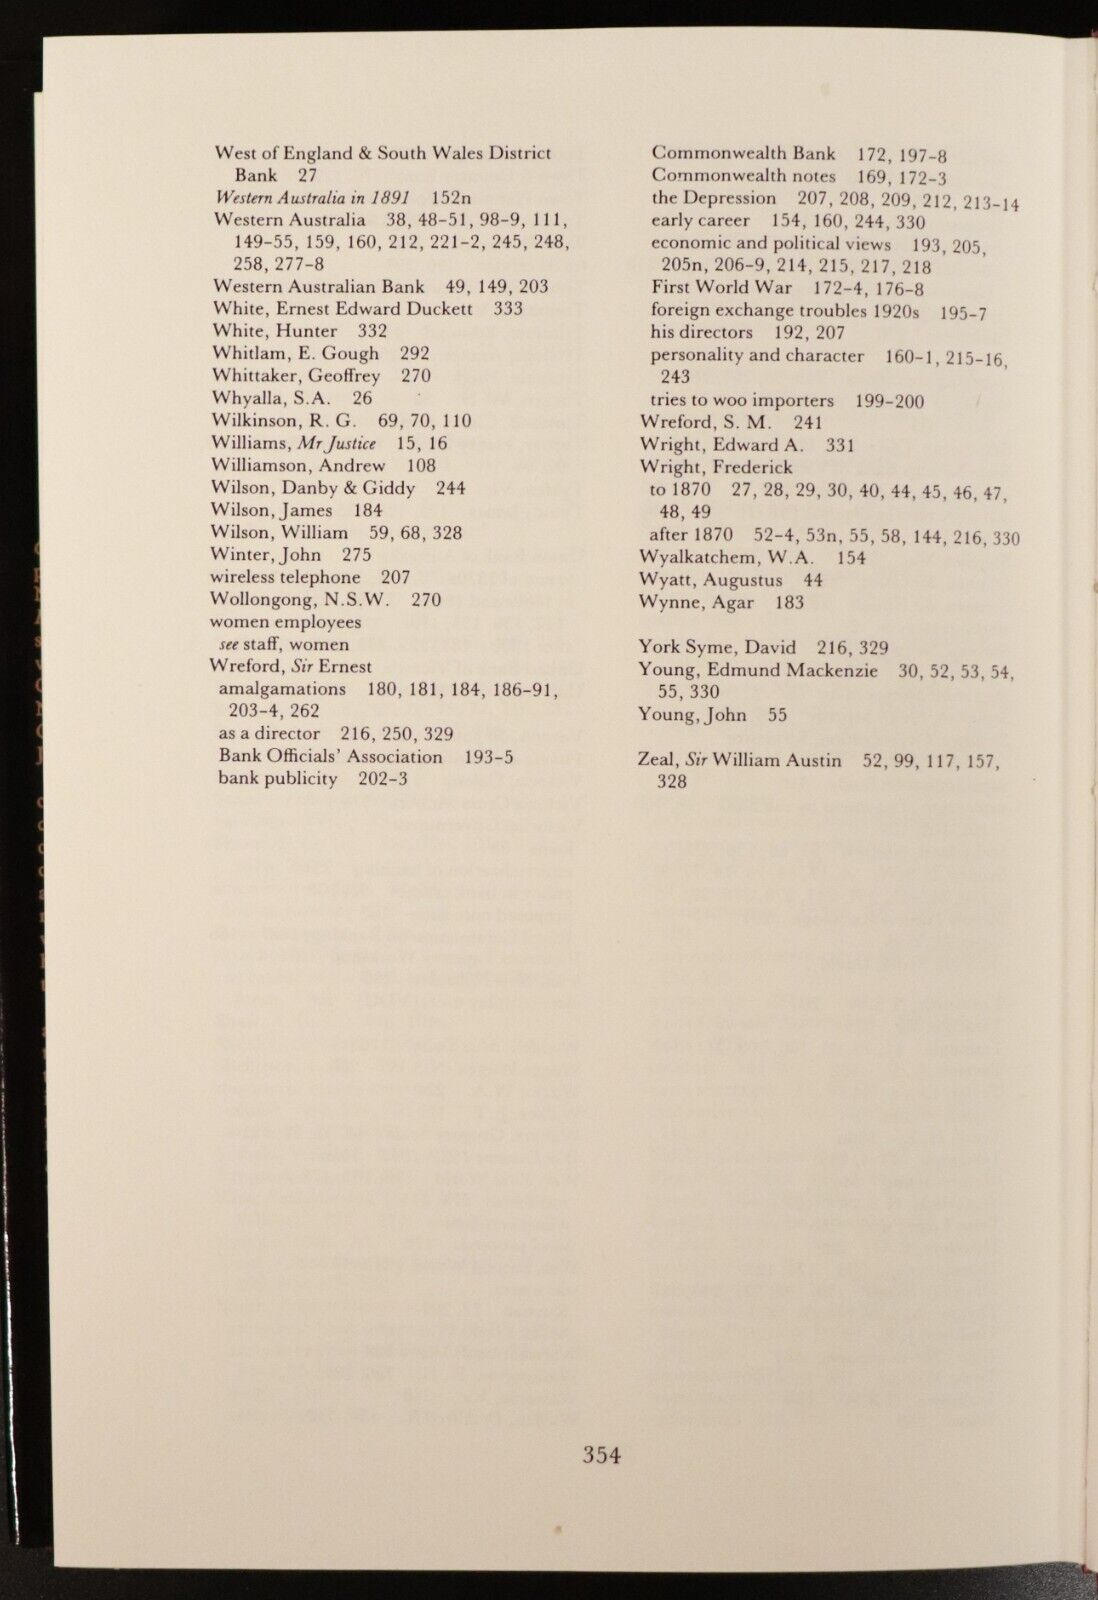 West of England & South Wales District
Bank 27
Western Australia in 1891 152n
Western Australia 38, 48-51, 98-9, 111,
149-55, 159, 160, 212, 221-2, 245, 248,
258, 277-8
Western Australian Bank 49, 149, 203
White, Ernest Edward Duckett 333
White, Hunter 332
Whitlam, E. Gough 292
Whittaker, Geoffrey 270
Whyalla, S.A. 26
Wilkinson, R. G. 69, 70, 110
Williams, Mr Justice 15, 16
Williamson, Andrew 108
Wilson, Danby & Giddy 244
Wilson, James 184
Wilson, William 59, 68, 328
Winter, John 275
wireless telephone 207
Wollongong, N.S.W. 270
women employees
see staff, women
Wreford, Sir Ernest
amalgamations 180, 181, 184, 186-91,
203-4, 262
as a director 216, 250, 329
Bank Officials' Association 193-5
bank publicity 202-3
Commonwealth Bank 172, 197-8
Commonwealth notes 169, 172-3
the Depression 207, 208, 209, 212, 213-14
early career 154, 160, 244, 330
economic and political views 193, 205,
205n, 206-9, 214, 215, 217, 218
First World War 172-4, 176-8
foreign exchange troubles 1920s 195-7
his directors 192, 207
personality and character 160-1, 215-16,
243
tries to woo importers 199-200
Wreford, S. M. 241
Wright, Edward A. 331
Wright, Frederick
to 1870 27, 28, 29, 30, 40, 44, 45, 46, 47,
48, 49
after 1870 52-4, 53n, 55, 58, 144, 216, 330
Wyalkatchem, W.A. 154
Wyatt, Augustus 44
Wynne, Agar 183
York Syme, David 216, 329
Young, Edmund Mackenzie 30, 52, 53, 54,
55, 330
Young, John 55
Zeal, Sir William Austin 52, 99, 117, 157,
328
354